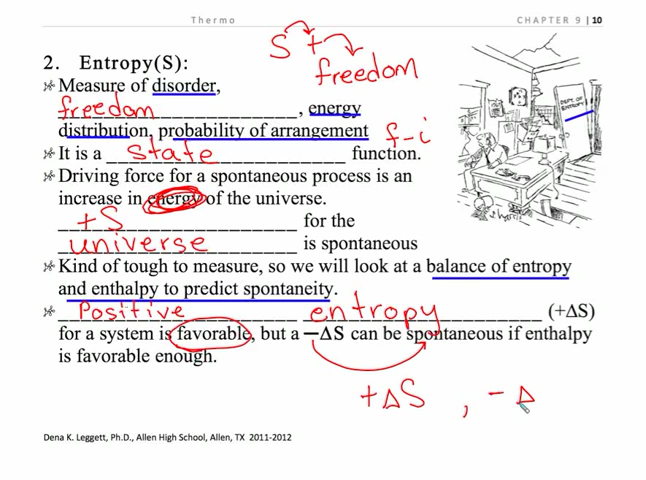 Thermo CHAPTER 9 | 10
S +
freedom
2. Entropy(S):
Measure of disorder,
freedom, energy
distribution, probability of arrangement f-i
It is a state function.
Driving force for a spontaneous process is an
increase in energy of the universe.
+S for the
universe is spontaneous
Kind of tough to measure, so we will look at a balance of entropy
and enthalpy to predict spontaneity.
Positive entropy (+ΔS)
for a system is favorable, but a −ΔS can be spontaneous if enthalpy
is favorable enough.
+ΔS , - Δ
Dena K. Leggett, Ph.D., Allen High School, Allen, TX 2011-2012
DEPT. OF
ENTROPY